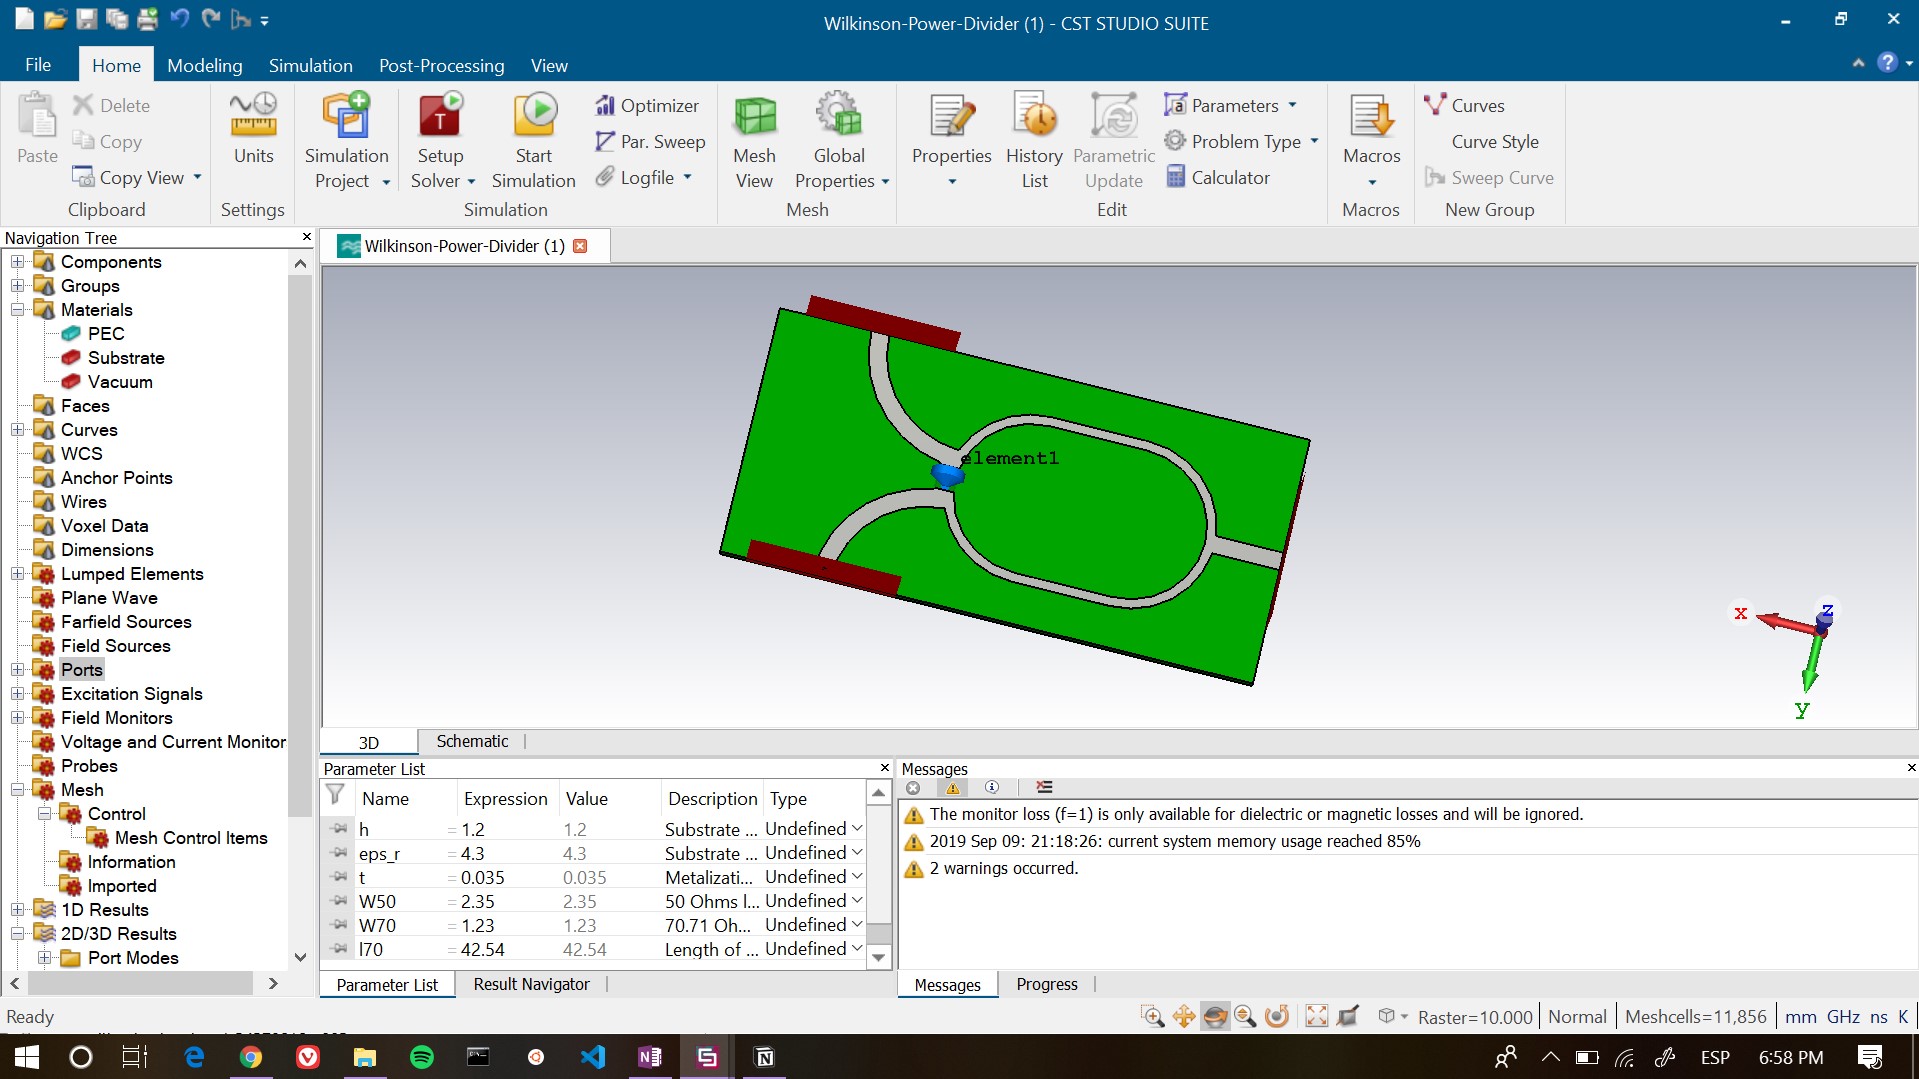 Wilkinson-Power-Divider (1) - CST STUDIO SUITE
File Home Modeling Simulation Post-Processing View
Paste
Delete
Copy
Copy View
Clipboard
Units
Settings
Simulation Project
Setup Solver
Start Simulation
Optimizer
Par. Sweep
Logfile
Simulation
Mesh View
Global Properties
Mesh
Properties
History List
Parametric Update
Parameters
Problem Type
Calculator
Edit
Macros
Macros
Curves
Curve Style
Sweep Curve
New Group
Navigation Tree
Components
Groups
Materials
PEC
Substrate
Vacuum
Faces
Curves
WCS
Anchor Points
Wires
Voxel Data
Dimensions
Lumped Elements
Plane Wave
Farfield Sources
Field Sources
Ports
Excitation Signals
Field Monitors
Voltage and Current Monitor
Probes
Mesh
Control
Mesh Control Items
Information
Imported
1D Results
2D/3D Results
Port Modes
Wilkinson-Power-Divider (1)
element1
x
z
y
3D Schematic
Parameter List
Name Expression Value Description Type
h = 1.2 1.2 Substrate ... Undefined
eps_r = 4.3 4.3 Substrate ... Undefined
t = 0.035 0.035 Metalizati... Undefined
W50 = 2.35 2.35 50 Ohms l... Undefined
W70 = 1.23 1.23 70.71 Oh... Undefined
l70 = 42.54 42.54 Length of ... Undefined
Parameter List Result Navigator
Messages
The monitor loss (f=1) is only available for dielectric or magnetic losses and will be ignored.
2019 Sep 09: 21:18:26: current system memory usage reached 85%
2 warnings occurred.
Messages Progress
Ready
Raster=10.000 Normal Meshcells=11,856 mm GHz ns K
ESP 6:58 PM